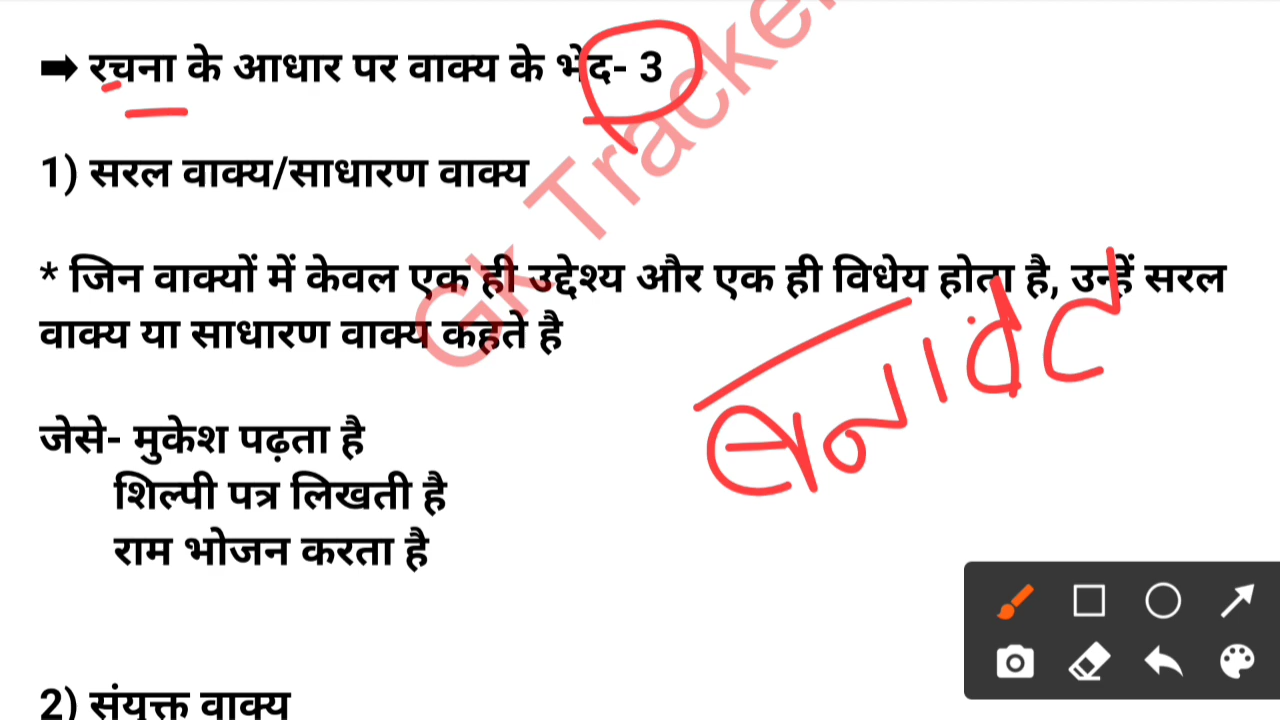 ➡ रचना के आधार पर वाक्य के भेद- 3
1) सरल वाक्य/साधारण वाक्य
* जिन वाक्यों में केवल एक ही उद्देश्य और एक ही विधेय होता है, उन्हें सरल
वाक्य या साधारण वाक्य कहते है
जेसे- मुकेश पढ़ता है
शिल्पी पत्र लिखती है
राम भोजन करता है
2) संयुक्त वाक्य
Gk Tracker